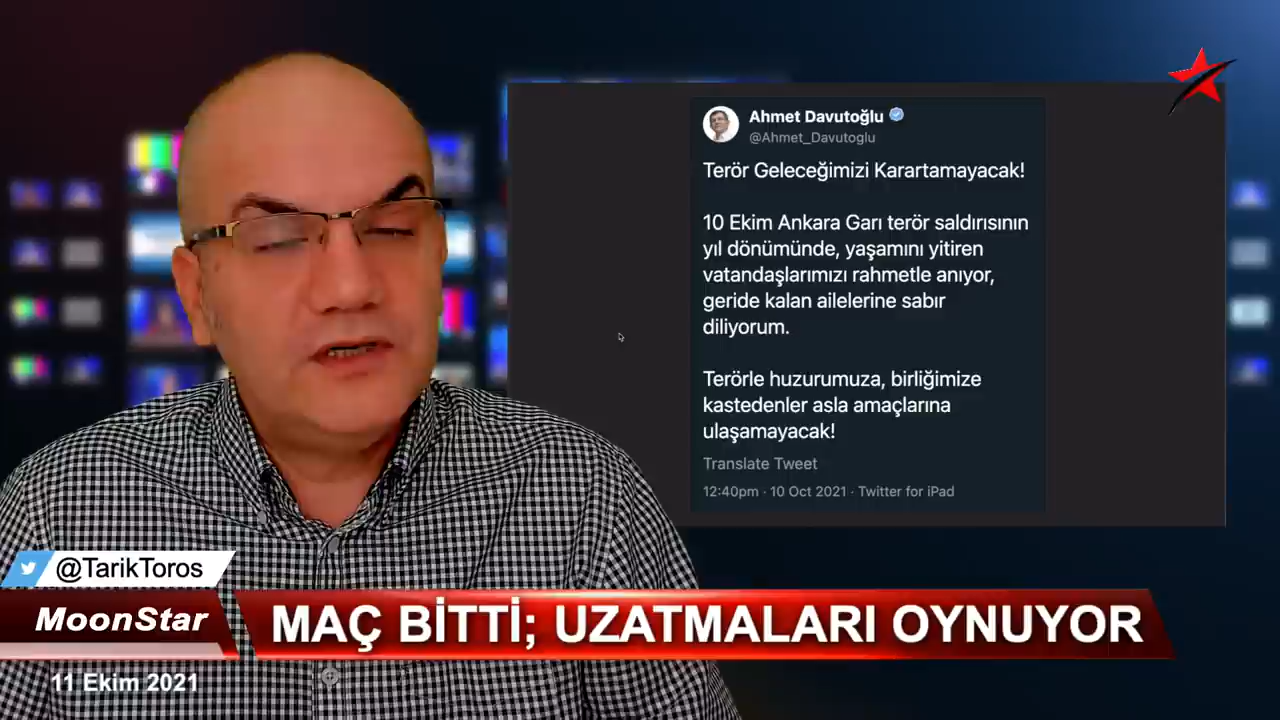 Ahmet Davutoğlu
@Ahmet_Davutoglu
Terör Geleceğimizi Karartamayacak!
10 Ekim Ankara Garı terör saldırısının
yıl dönümünde, yaşamını yitiren
vatandaşlarımızı rahmetle anıyor,
geride kalan ailelerine sabır
diliyorum.
Terörle huzurumuza, birliğimize
kastedenler asla amaçlarına
ulaşamayacak!
Translate Tweet
12:40pm · 10 Oct 2021 · Twitter for iPad
@TarikToros
MoonStar
MAÇ BİTTİ; UZATMALARI OYNUYOR
11 Ekim 2021